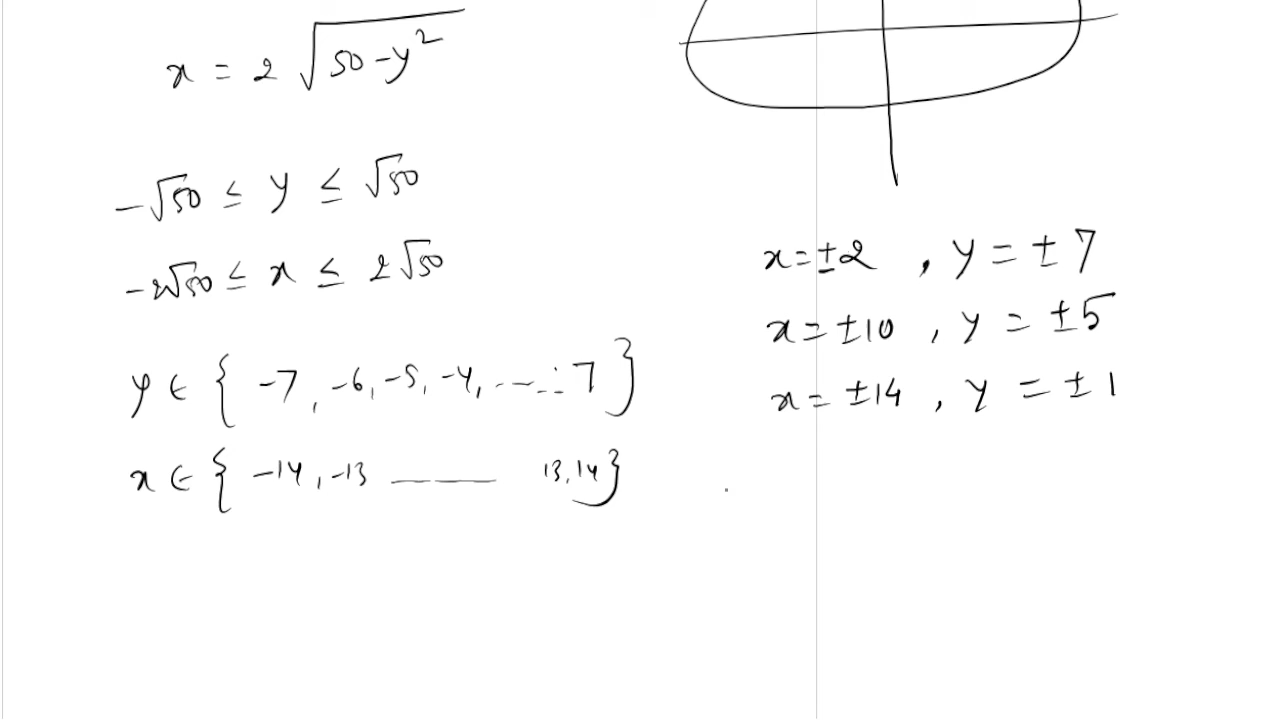 x = 2 √(50 - y²)
-√50 ≤ y ≤ √50
-2√50 ≤ x ≤ 2√50
y ∈ { -7, -6, -5, -4, ------ 7 }
x ∈ { -14, -13 ——— 13, 14 }
x = ±2 , y = ±7
x = ±10 , y = ±5
x = ±14 , y = ±1